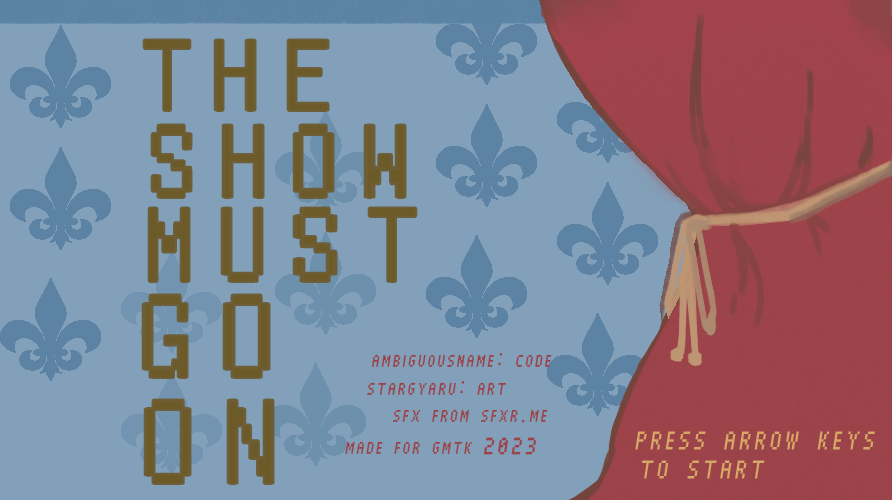 THE
SHOW
MUST
GO
ON
AMBIGUOUSNAME: CODE
STARGYARU: ART
SFX FROM SFXR.ME
MADE FOR GMTK 2023
PRESS ARROW KEYS
TO START